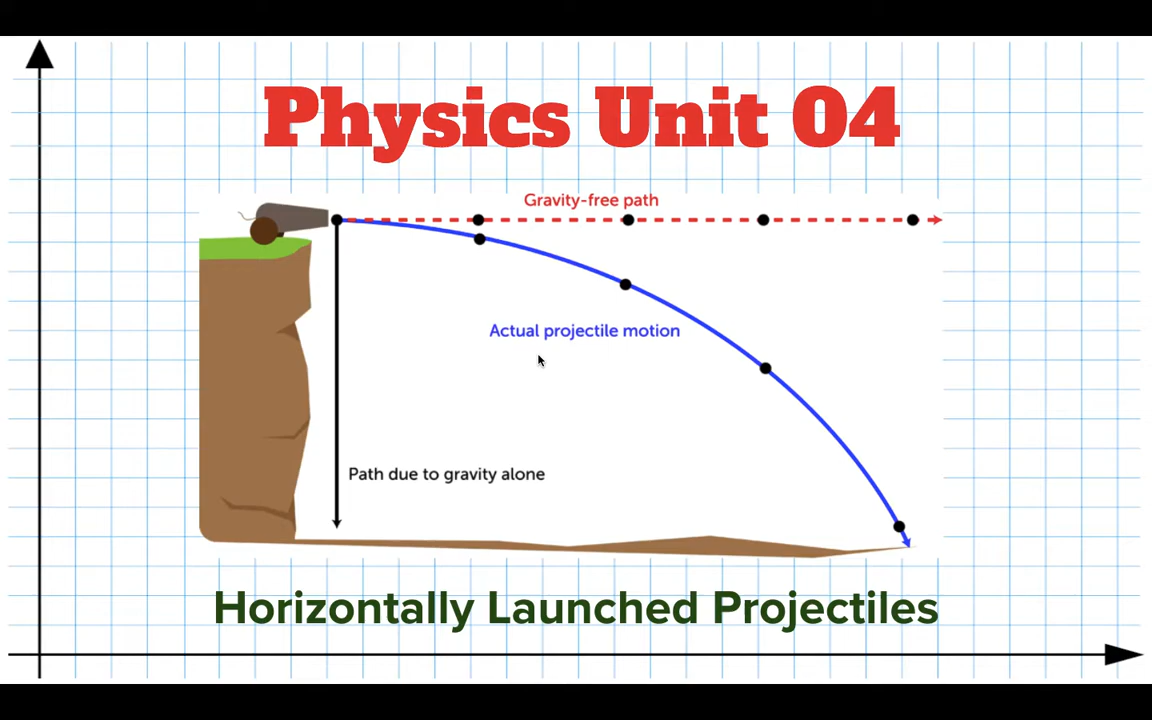 Physics Unit 04
Gravity-free path
Actual projectile motion
Path due to gravity alone
Horizontally Launched Projectiles